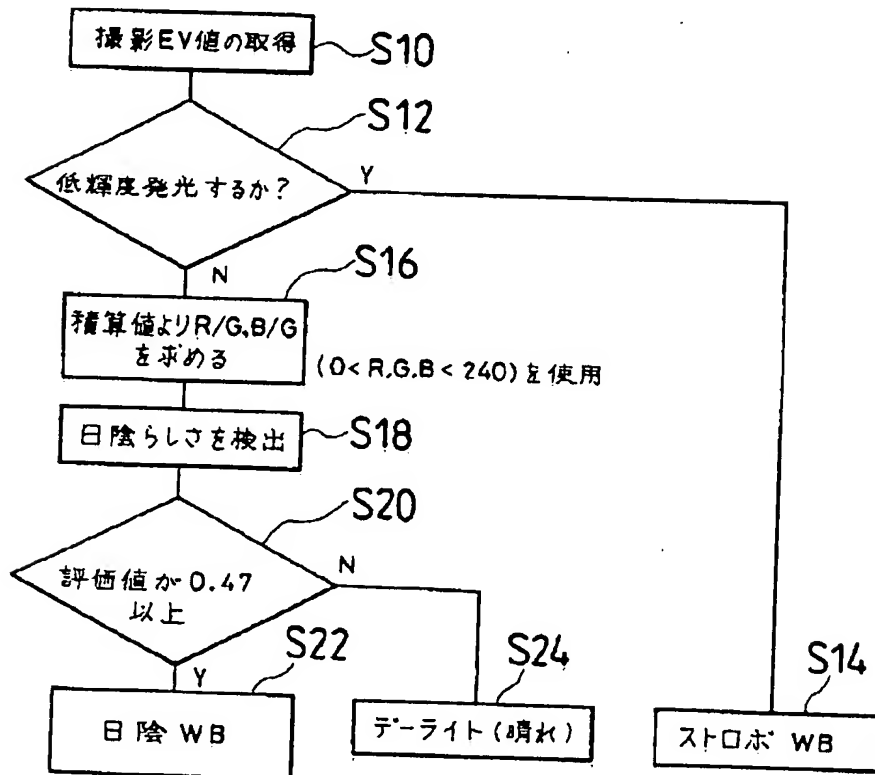 撮影EV値の取得
S10
S12
低輝度発光するか?
Y
N
S16
積算値よりR/G,B/G
を求める
(0<R,G,B<240)を使用
日陰らしさを検出
S18
S20
評価値が0.47
以上
N
Y
S22
日陰WB
S24
デーライト(晴れ)
S14
ストロボ WB